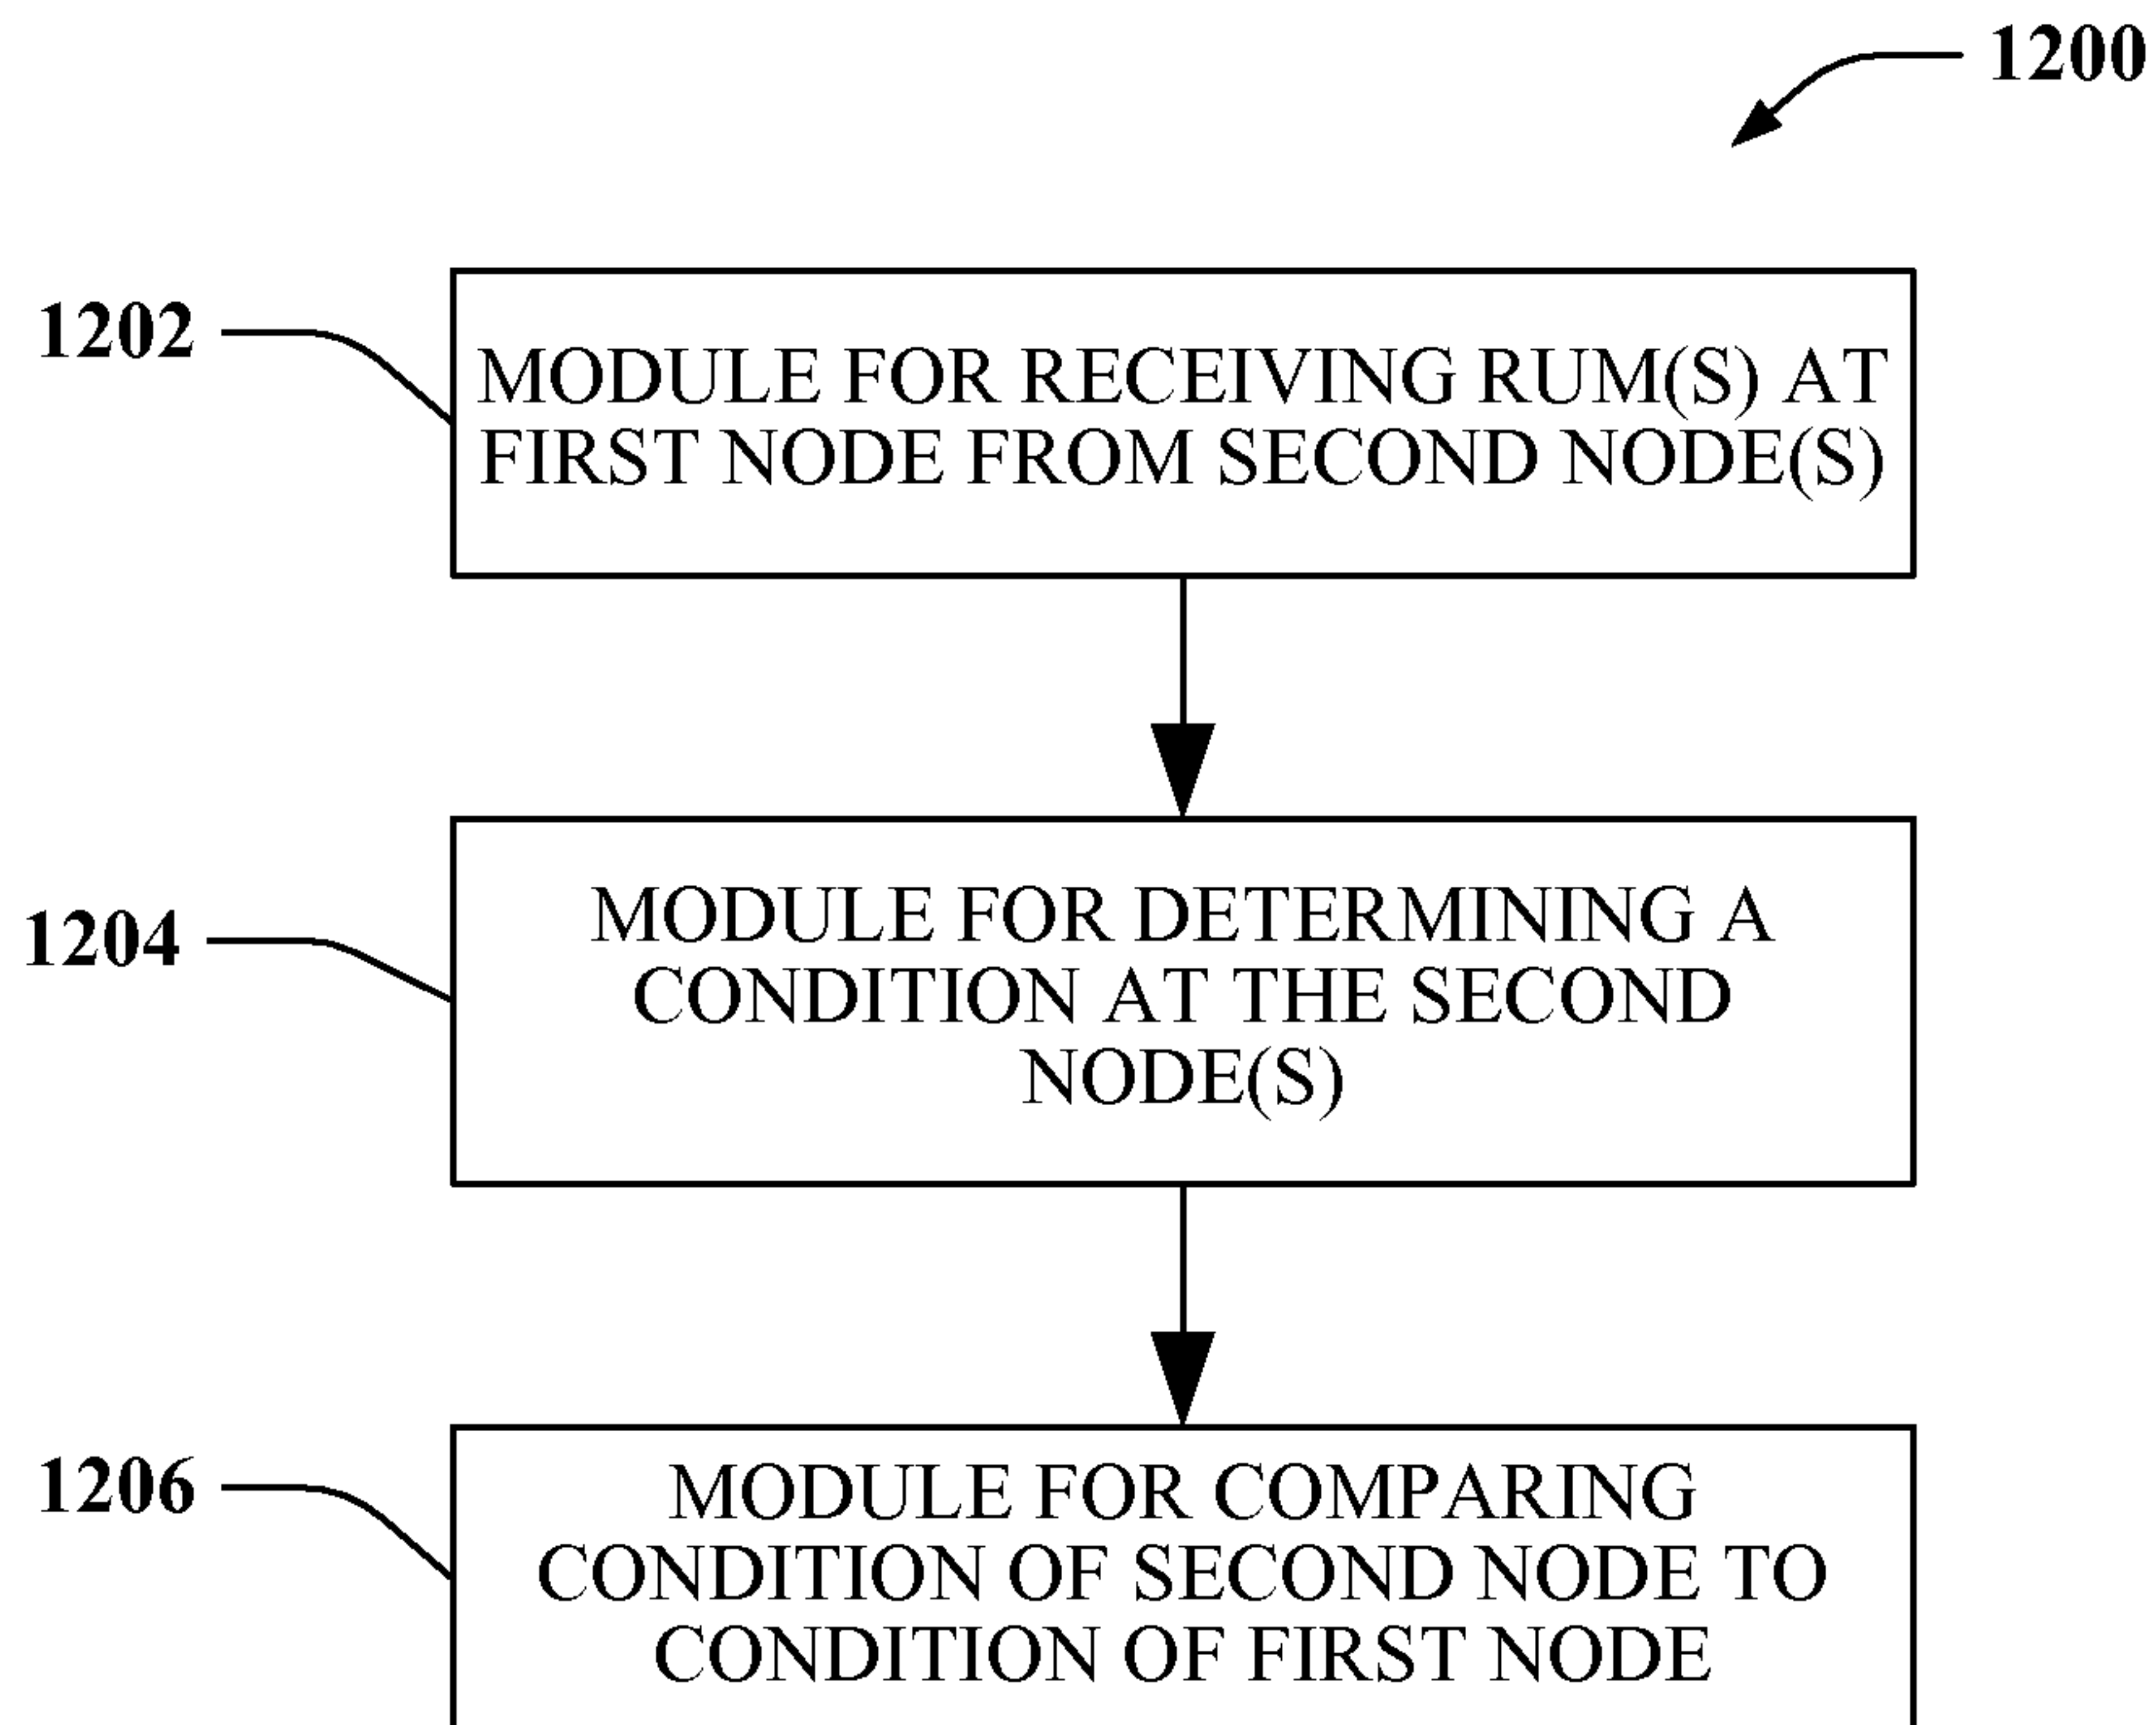 1200
1202
MODULE FOR RECEIVING RUM(S) AT
FIRST NODE FROM SECOND NODE(S)
1204
MODULE FOR DETERMINING A
CONDITION AT THE SECOND
NODE(S)
1206
MODULE FOR COMPARING
CONDITION OF SECOND NODE TO
CONDITION OF FIRST NODE